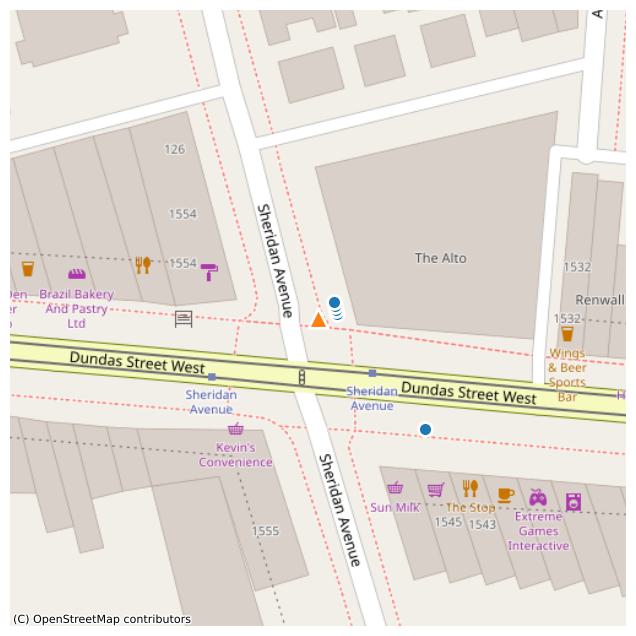 A
126
1554
1554
Sheridan Avenue
The Alto
1532
Renwall
1532
Den
er
Brazil Bakery
And Pastry
Ltd
Dundas Street West
Sheridan
Avenue
Sheridan
Avenue
Dundas Street West
Wings
& Beer
Sports
Bar
H
Kevin's
Convenience
Sheridan Avenue
Sun Milk
The Stop
1545
1543
Extreme
Games
Interactive
1555
(C) OpenStreetMap contributors